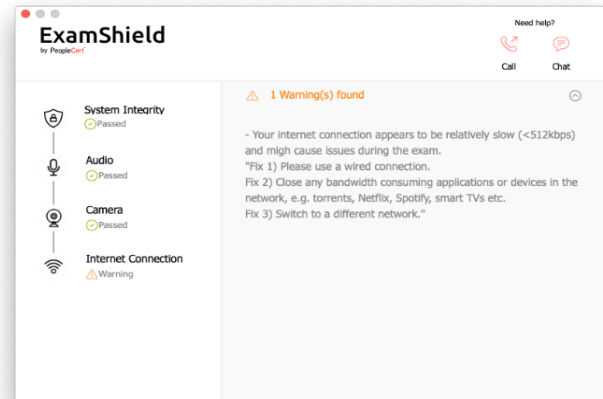 ExamShield
by PeopleCert
Need help?
Call
Chat
System Integrity
Passed
Audio
Passed
Camera
Passed
Internet Connection
Warning
1 Warning(s) found
- Your internet connection appears to be relatively slow (<512kbps)
and migh cause issues during the exam.
"Fix 1) Please use a wired connection.
Fix 2) Close any bandwidth consuming applications or devices in the
network, e.g. torrents, Netflix, Spotify, smart TVs etc.
Fix 3) Switch to a different network."